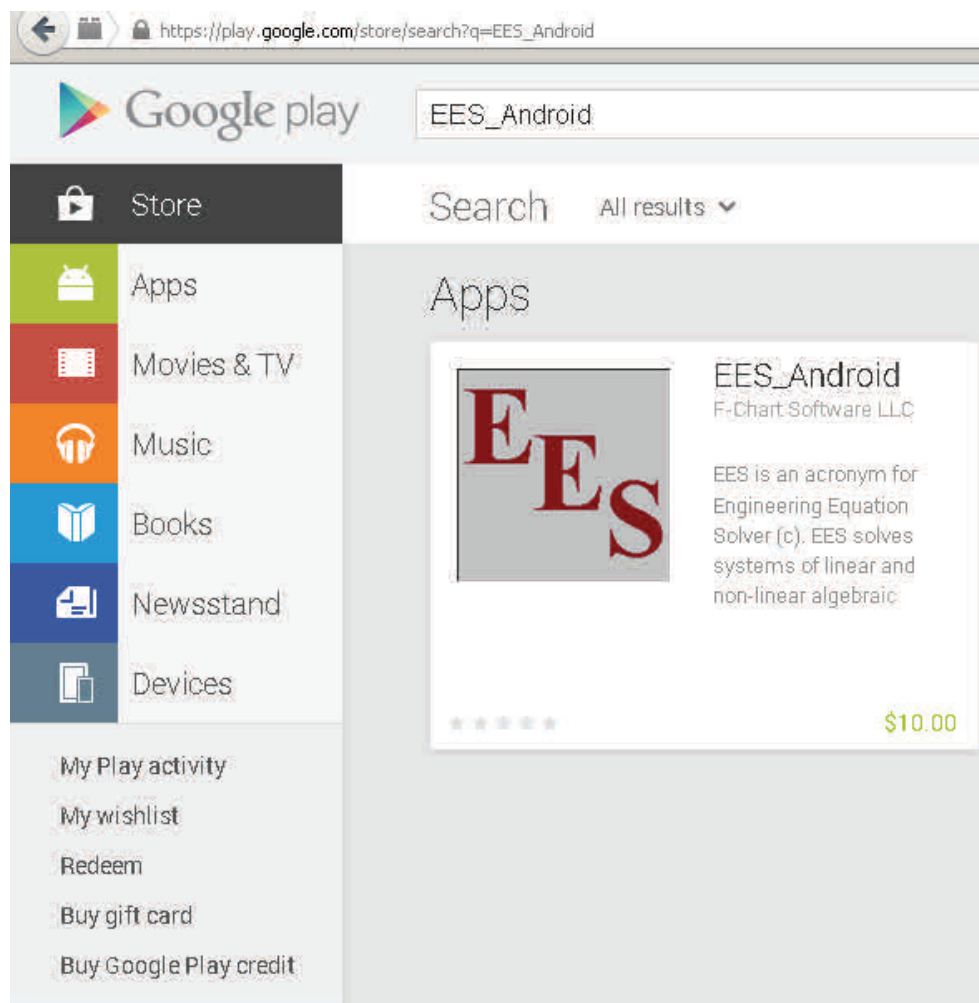 https://play.google.com/store/search?q=EES_Android
Google play
EES_Android
Store
Search
All results
Apps
Movies & TV
Music
Books
Newsstand
Devices
My Play activity
My wishlist
Redeem
Buy gift card
Buy Google Play credit
Apps
EES
EES_Android
F-Chart Software LLC
EES is an acronym for
Engineering Equation
Solver (c). EES solves
systems of linear and
non-linear algebraic
$10.00